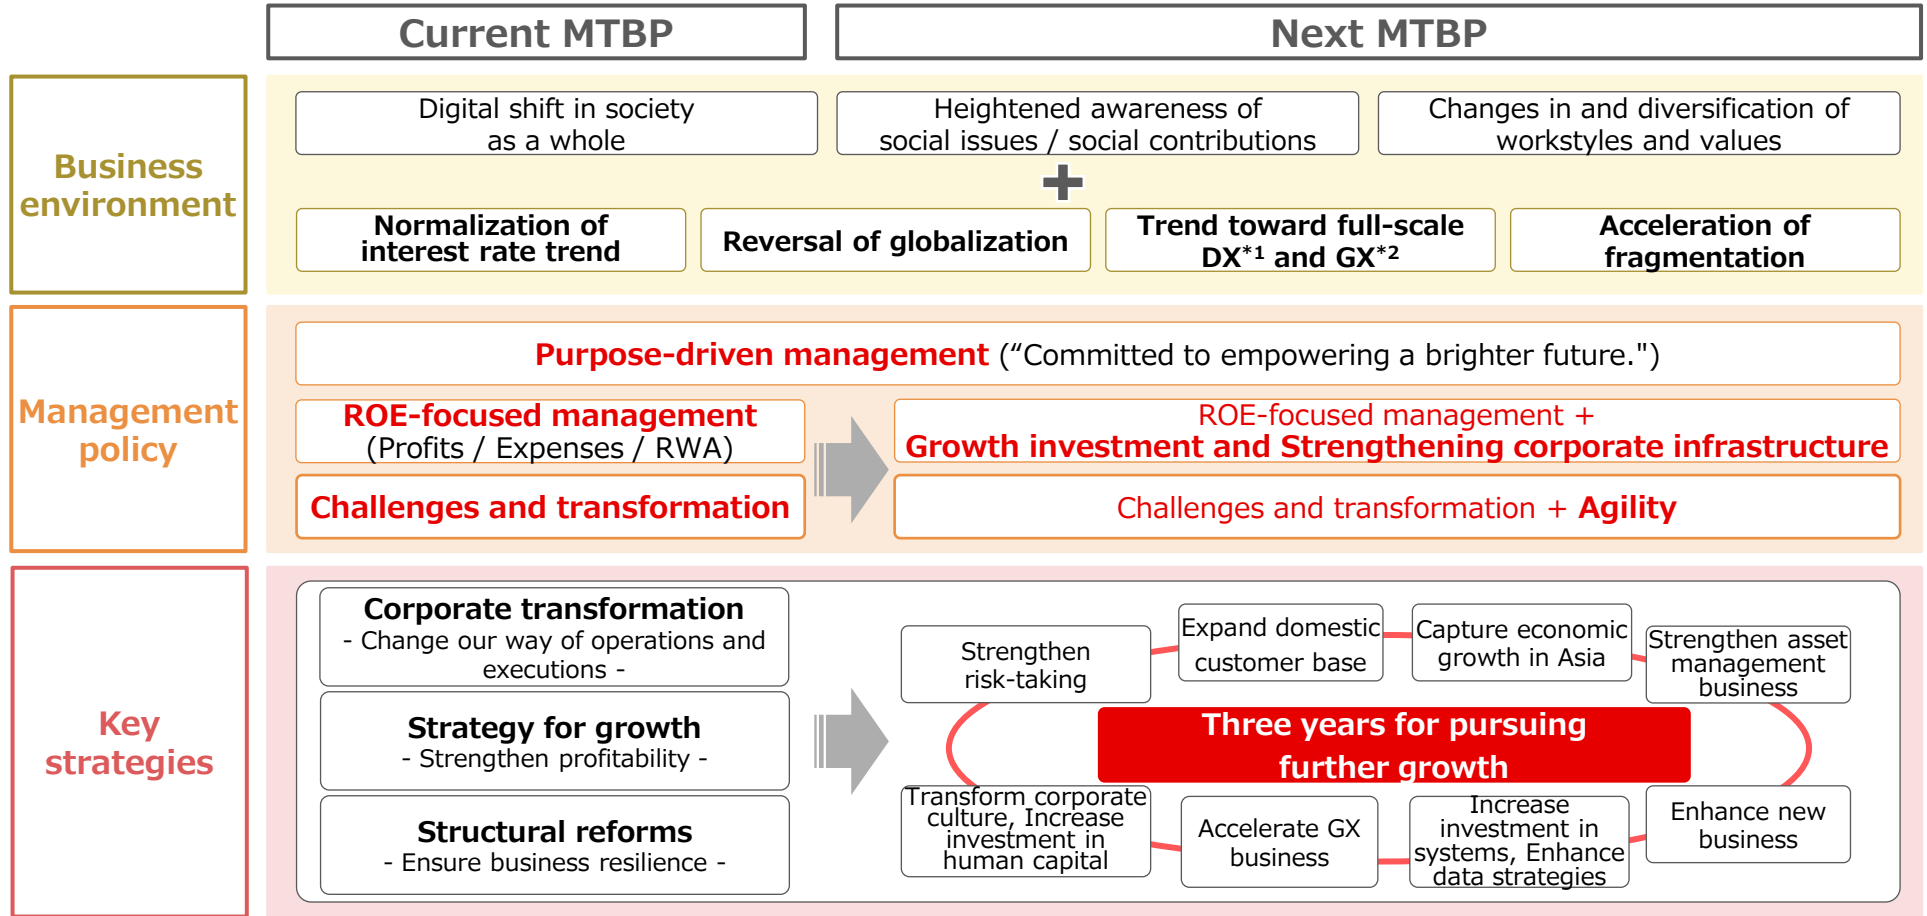 Current MTBP
Next MTBP
Business
environment
Digital shift in society
as a whole
Heightened awareness of
social issues / social contributions
Changes in and diversification of
workstyles and values
+
Normalization of
interest rate trend
Reversal of globalization
Trend toward full-scale
DX*1 and GX*2
Acceleration of
fragmentation
Management
policy
Purpose-driven management (“Committed to empowering a brighter future.")
ROE-focused management
(Profits / Expenses / RWA)
ROE-focused management +
Growth investment and Strengthening corporate infrastructure
Challenges and transformation
Challenges and transformation + Agility
Key
strategies
Corporate transformation
- Change our way of operations and
executions -
Strategy for growth
- Strengthen profitability -
Structural reforms
- Ensure business resilience -
Strengthen
risk-taking
Expand domestic
customer base
Capture economic
growth in Asia
Strengthen asset
management
business
Three years for pursuing
further growth
Transform corporate
culture, Increase
investment in
human capital
Accelerate GX
business
Increase
investment in
systems, Enhance
data strategies
Enhance new
business